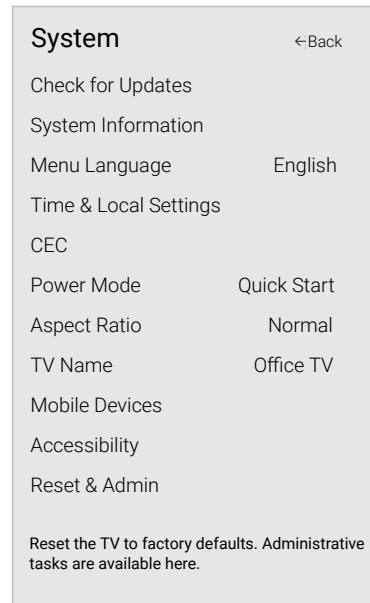 System ←Back
Check for Updates
System Information
Menu Language English
Time & Local Settings
CEC
Power Mode Quick Start
Aspect Ratio Normal
TV Name Office TV
Mobile Devices
Accessibility
Reset & Admin
Reset the TV to factory defaults. Administrative
tasks are available here.